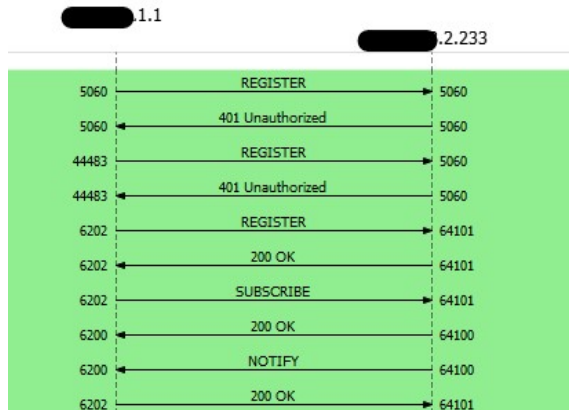 .1.1
.2.233
REGISTER
5060 5060
401 Unauthorized
5060 5060
REGISTER
44483 5060
401 Unauthorized
44483 5060
REGISTER
6202 64101
200 OK
6202 64101
SUBSCRIBE
6202 64101
200 OK
6200 64100
NOTIFY
6200 64100
200 OK
6202 64101